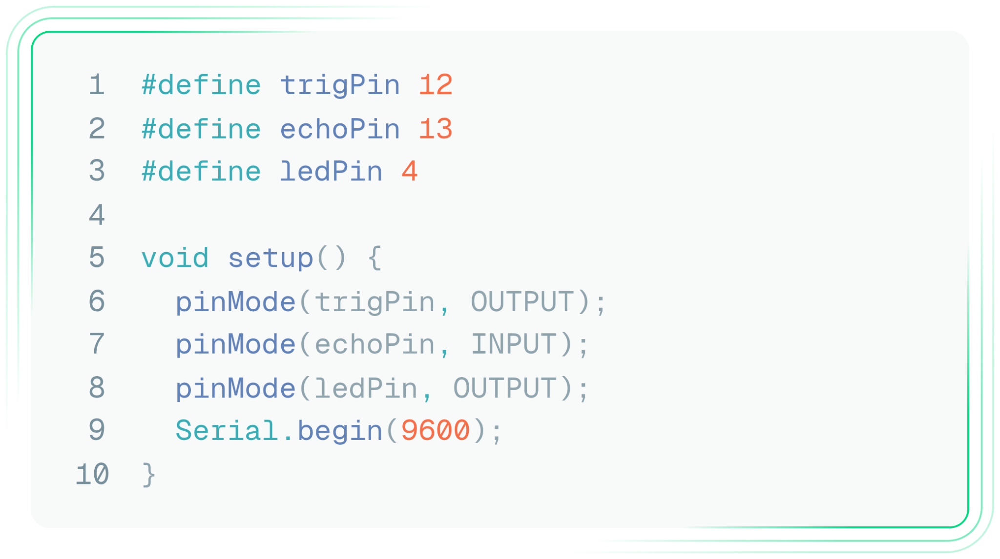 1 #define trigPin 12
2 #define echoPin 13
3 #define ledPin 4
4
5 void setup() {
6   pinMode(trigPin, OUTPUT);
7   pinMode(echoPin, INPUT);
8   pinMode(ledPin, OUTPUT);
9   Serial.begin(9600);
10 }